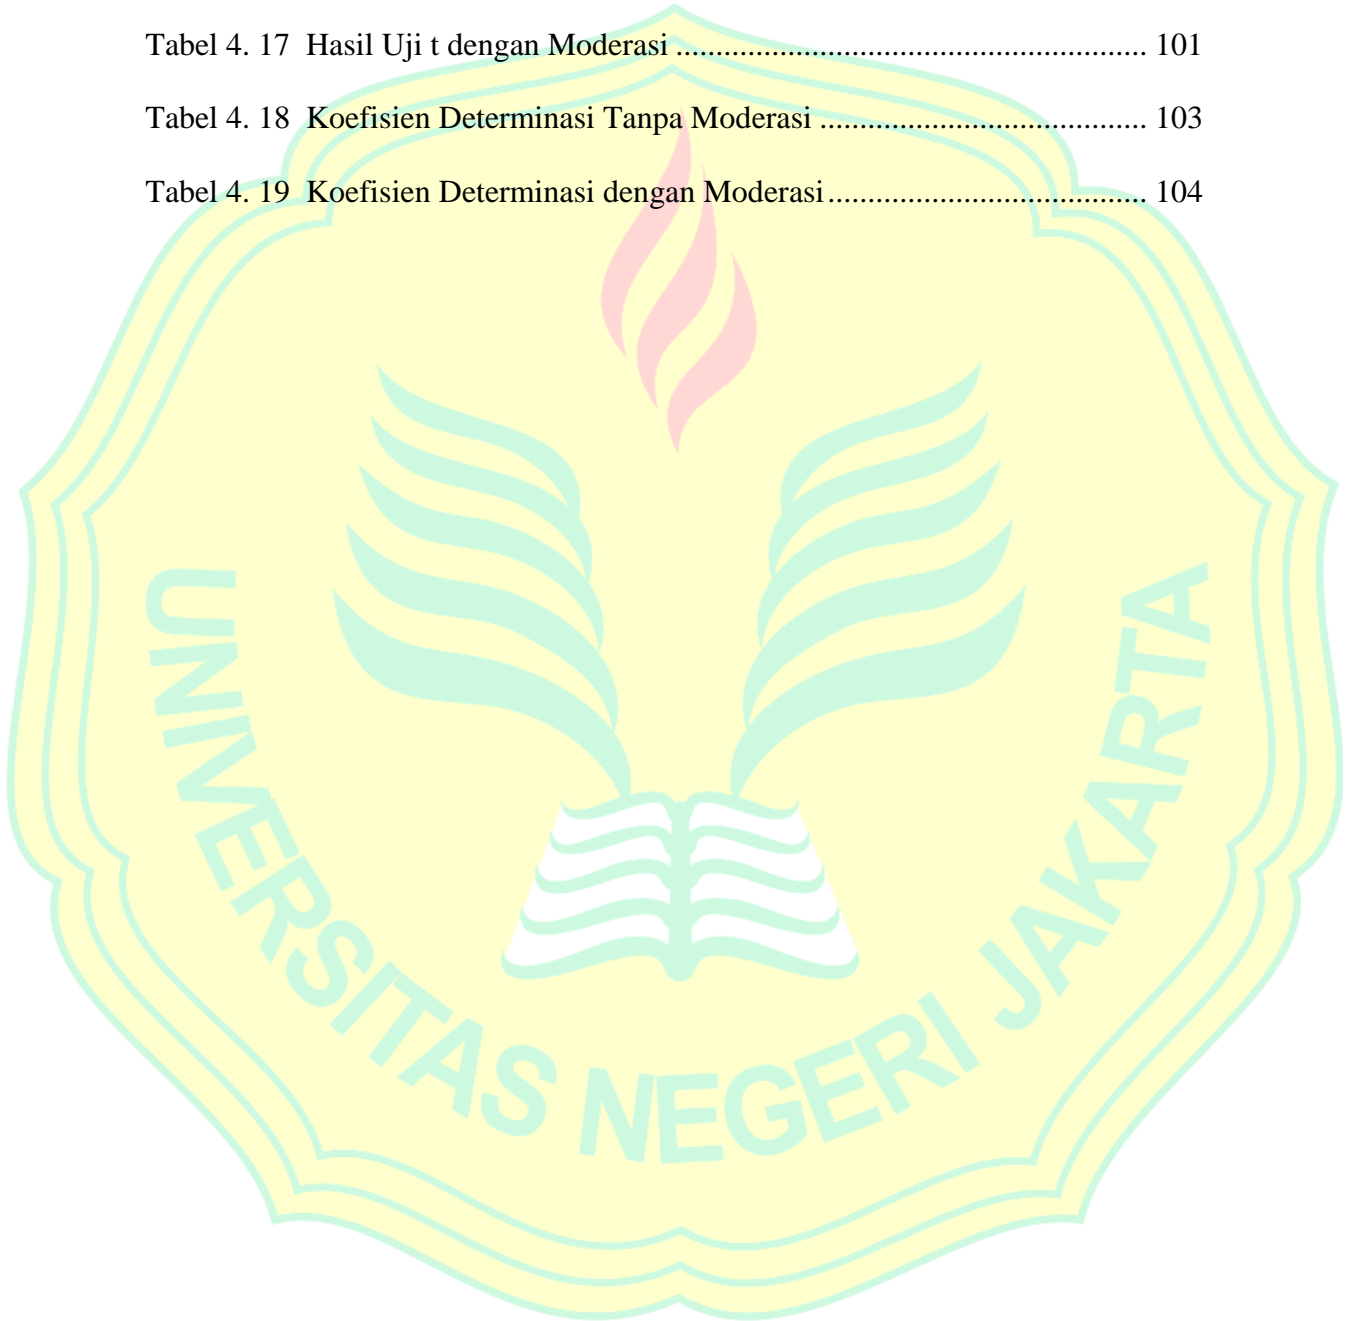 Tabel 4. 17 Hasil Uji t dengan Moderasi ........................................................... 101
Tabel 4. 18 Koefisien Determinasi Tanpa Moderasi ......................................... 103
Tabel 4. 19 Koefisien Determinasi dengan Moderasi ........................................ 104
UNIVERSITAS NEGERI JAKARTA